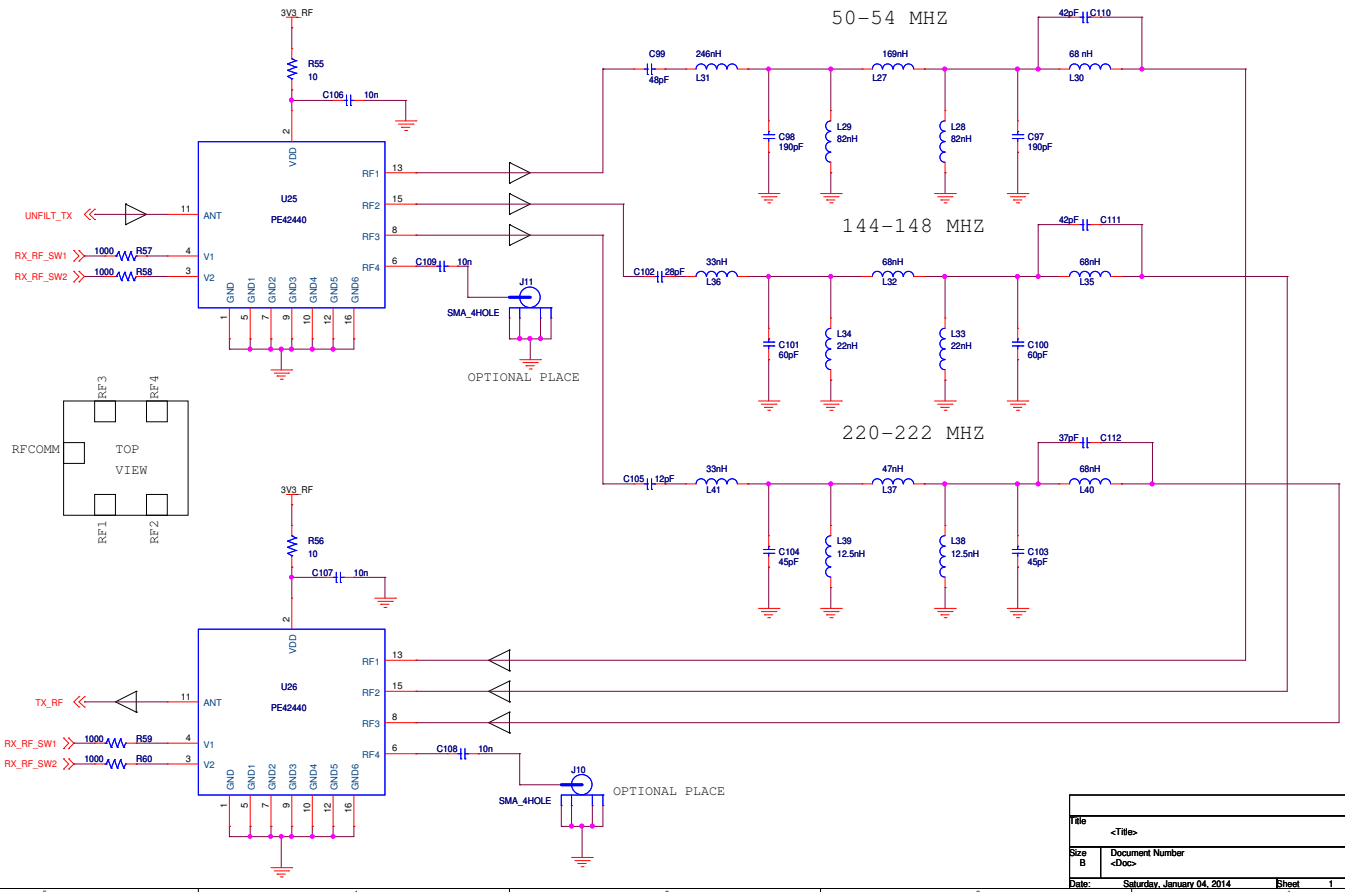 50-54 MHZ
3V3_RF
R55
10
C106
10n
2
VDD
U25
PE42440
UNFILT_TX
11
ANT
RX_RF_SW1
1000
R57
4
V1
RX_RF_SW2
1000
R58
3
V2
RF1
13
RF2
15
RF3
8
RF4
6
C109
10n
J11
SMA_4HOLE
OPTIONAL PLACE
GND
GND1
GND2
GND3
GND4
GND5
GND6
1
5
7
9
10
12
16
C99
48pF
246nH
L31
169nH
L27
42pF
C110
68 nH
L30
C98
190pF
L29
82nH
L28
82nH
C97
190pF
144-148 MHZ
C102
28pF
33nH
L36
68nH
L32
42pF
C111
68nH
L35
C101
60pF
L34
22nH
L33
22nH
C100
60pF
220-222 MHZ
C105
12pF
33nH
L41
47nH
L37
37pF
C112
68nH
L40
C104
45pF
L39
12.5nH
L38
12.5nH
C103
45pF
RF3
RF4
RFCOMM
TOP
VIEW
RF1
RF2
3V3_RF
R56
10
C107
10n
2
VDD
U26
PE42440
TX_RF
11
ANT
RX_RF_SW1
1000
R59
4
V1
RX_RF_SW2
1000
R60
3
V2
RF1
13
RF2
15
RF3
8
RF4
6
C108
10n
J10
SMA_4HOLE
OPTIONAL PLACE
GND
GND1
GND2
GND3
GND4
GND5
GND6
1
5
7
9
10
12
16
Title
<Title>
Size
Document Number
B
<Doc>
Date:
Saturday, January 04, 2014
Sheet
1